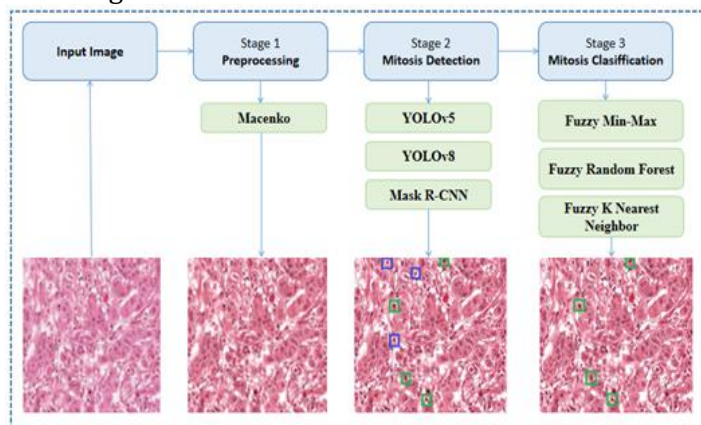 Input Image
Stage 1
Preprocessing
Stage 2
Mitosis Detection
Stage 3
Mitosis Clasiffication
Macenko
YOLOv5
YOLOv8
Mask R-CNN
Fuzzy Min-Max
Fuzzy Random Forest
Fuzzy K Nearest
Neighbor